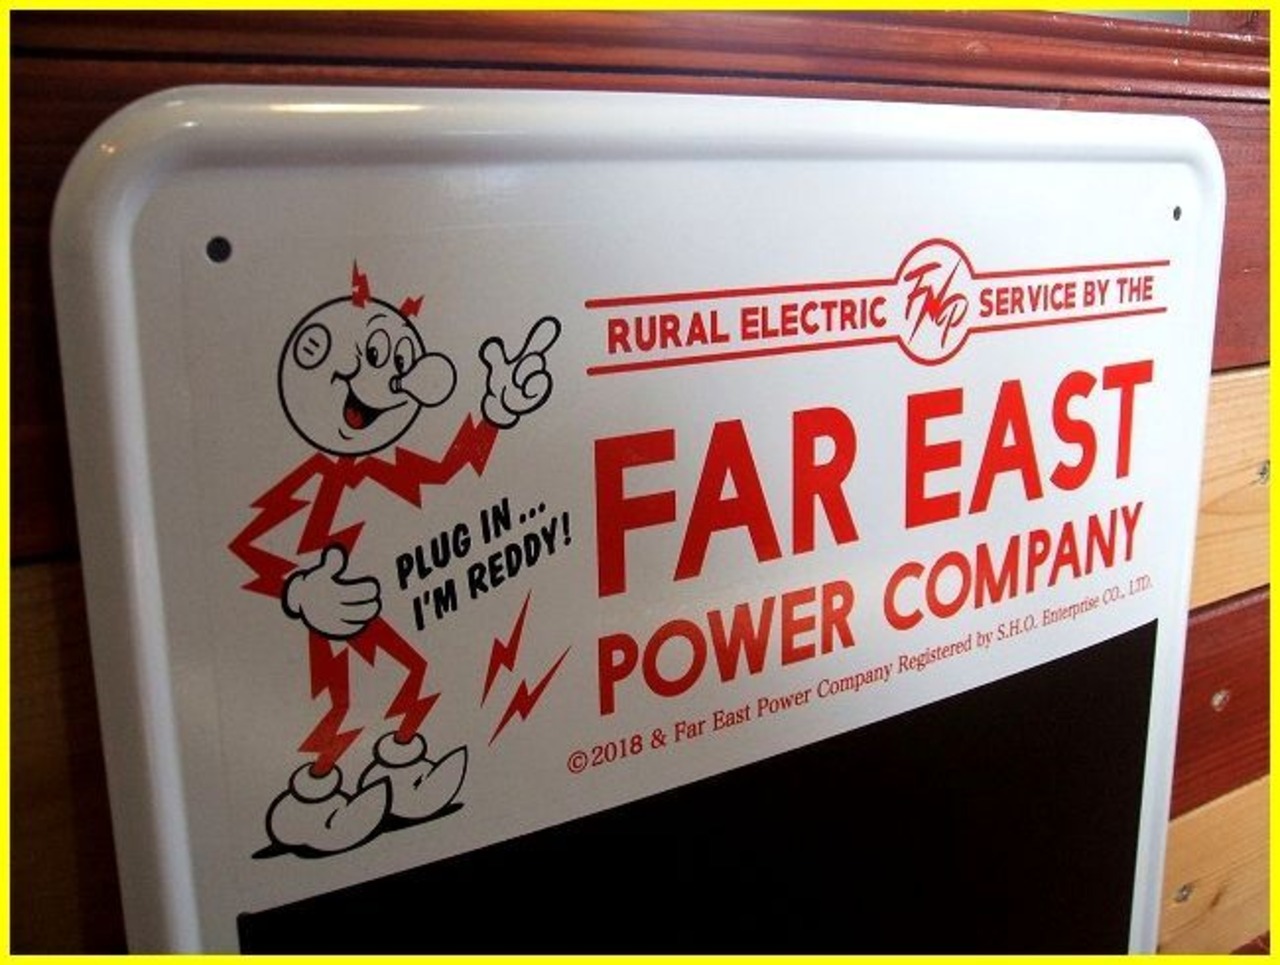 RURAL ELECTRIC FNP SERVICE BY THE
FAR EAST
POWER COMPANY
©2018 & Far East Power Company Registered by S.H.O. Enterprise CO., LTD.
PLUG IN...
I'M REDDY!